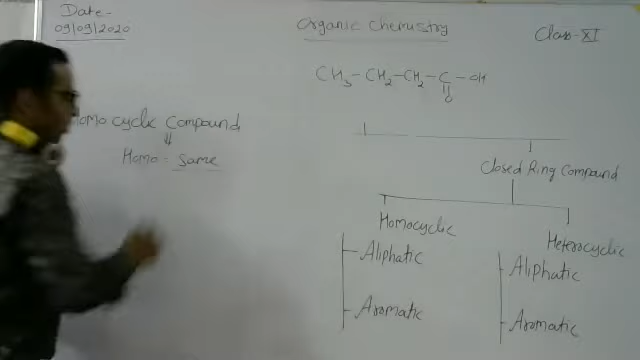 Date-
09/09/2020
Organic Chemistry
Class-XI
CH3-CH2-CH2-C-OH
O
Homo cyclic Compound
⇓
Homo = same
Closed Ring Compound
Homocyclic
Heterocyclic
Aliphatic
Aromatic
Aliphatic
Aromatic